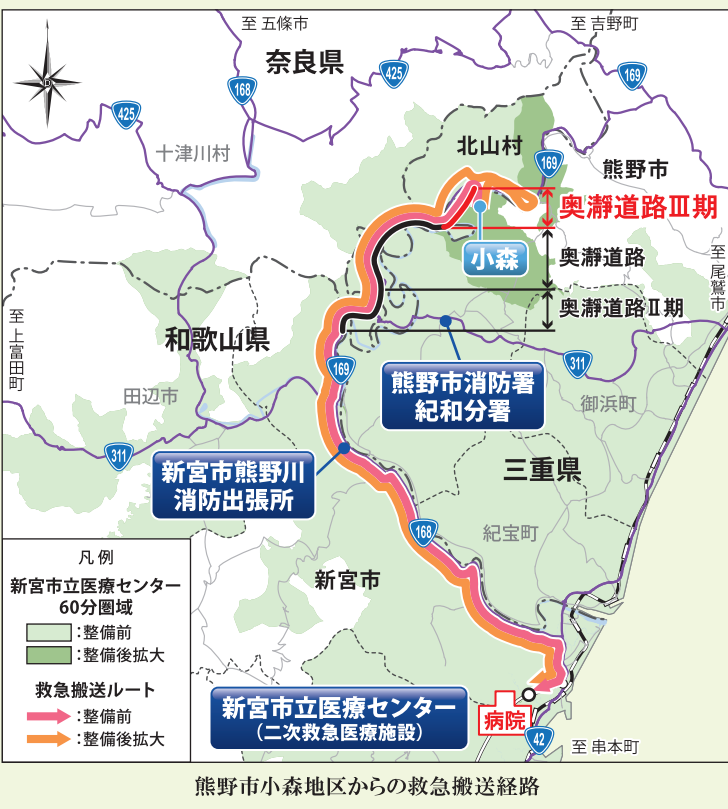 至 五條市
至 吉野町
奈良県
425
168
169
425
十津川村
北山村
169
熊野市
奥瀞道路Ⅲ期
小森
奥瀞道路
至 尾鷲市
奥瀞道路Ⅱ期
至 上富田町
和歌山県
169
311
熊野市消防署
紀和分署
田辺市
御浜町
311
新宮市熊野川
消防出張所
三重県
168
紀宝町
新宮市
凡 例
新宮市立医療センター
60分圏域
:整備前
:整備後拡大
救急搬送ルート
:整備前
:整備後拡大
新宮市立医療センター
(二次救急医療施設)
病院
42
至 串本町
熊野市小森地区からの救急搬送経路